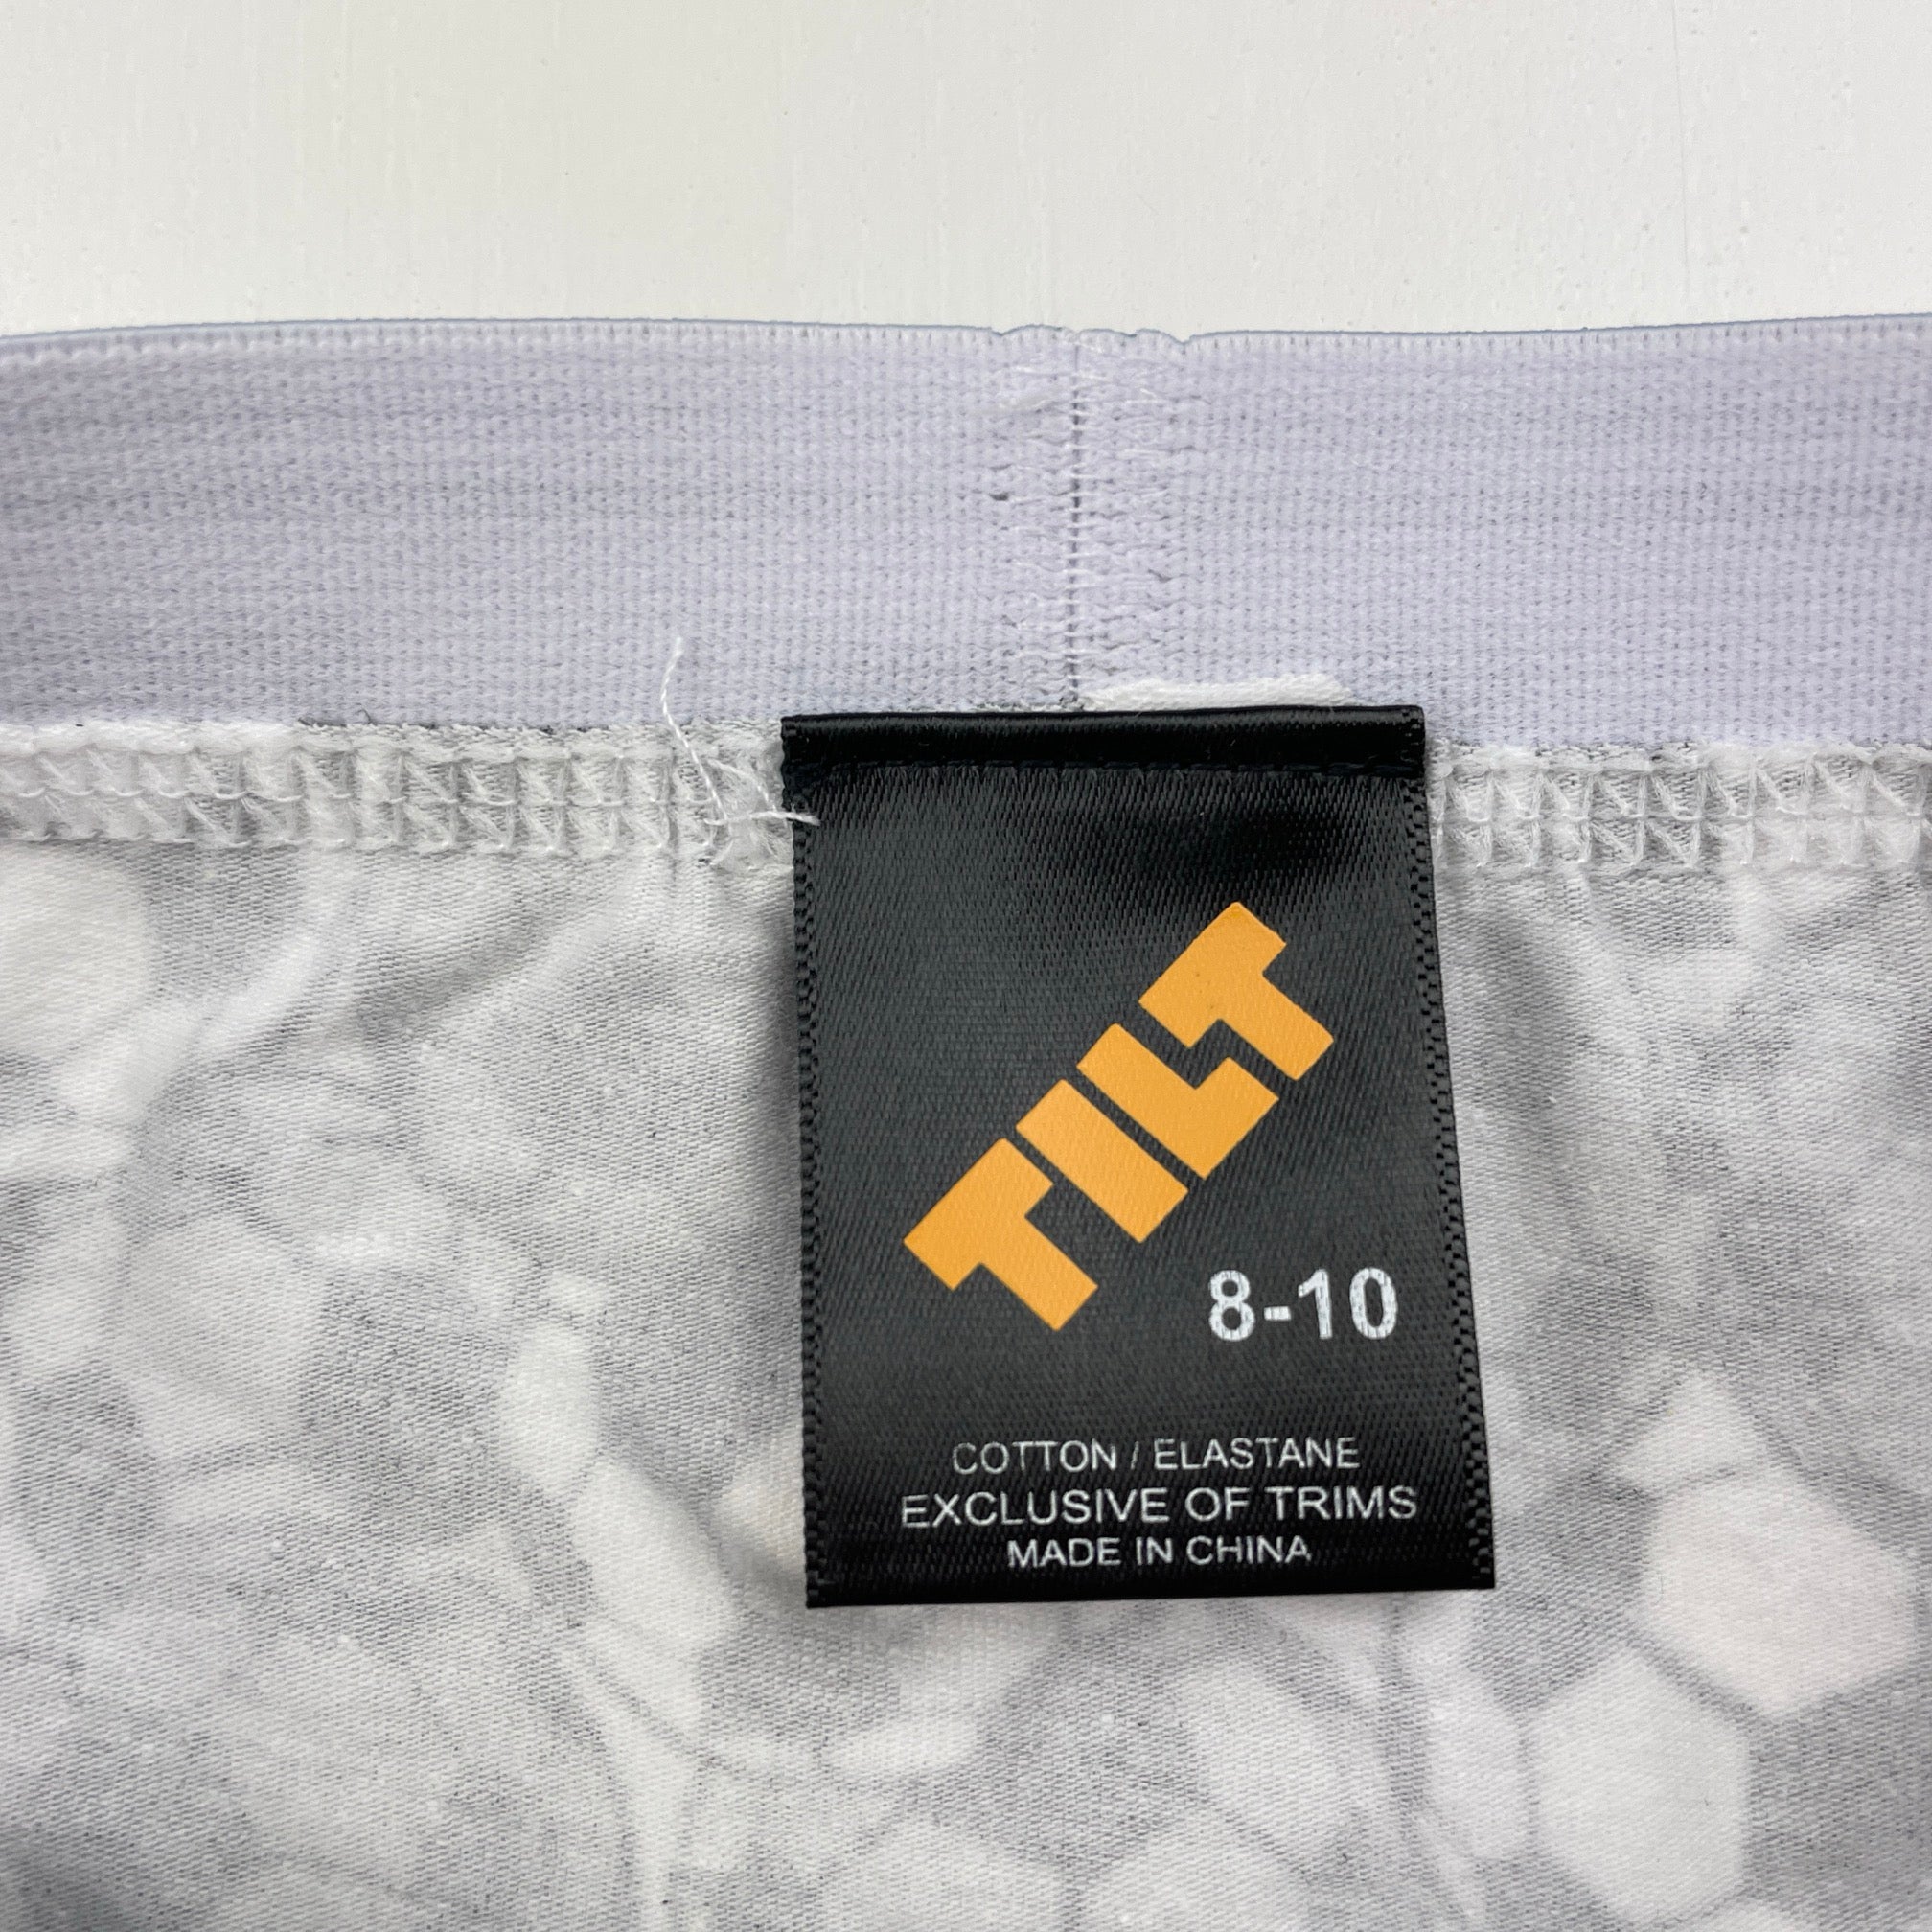 TILT
8-10
COTTON / ELASTANE
EXCLUSIVE OF TRIMS
MADE IN CHINA